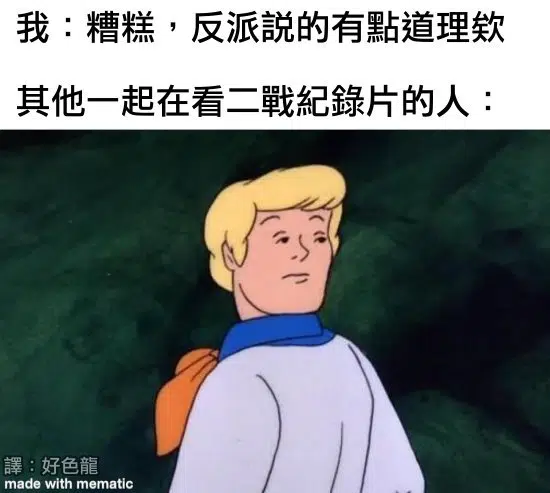 我：糟糕，反派説的有點道理欸
其他一起在看二戰紀錄片的人：
譯：好色龍
made with mematic